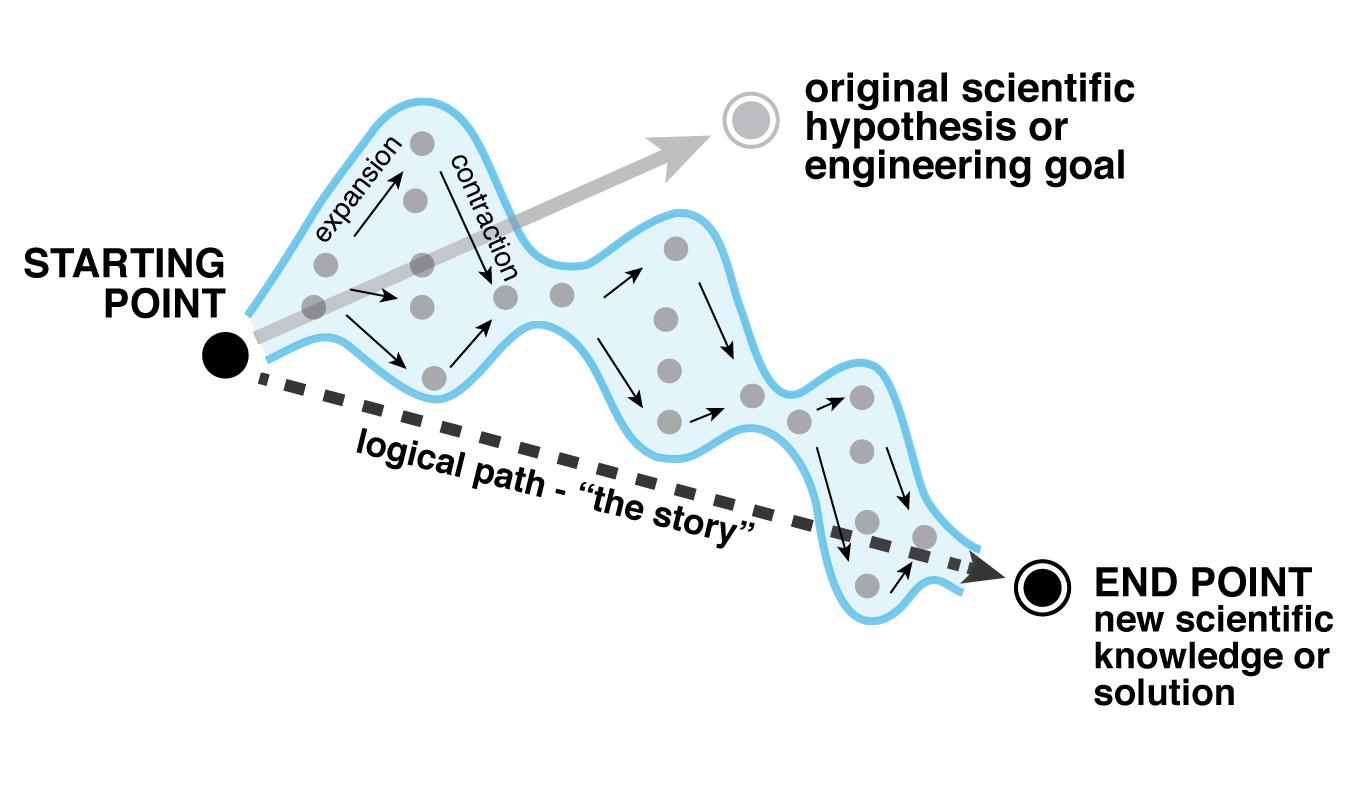 original scientific
hypothesis or
engineering goal
expansion
contraction
STARTING
POINT
logical path - “the story”
END POINT
new scientific
knowledge or
solution